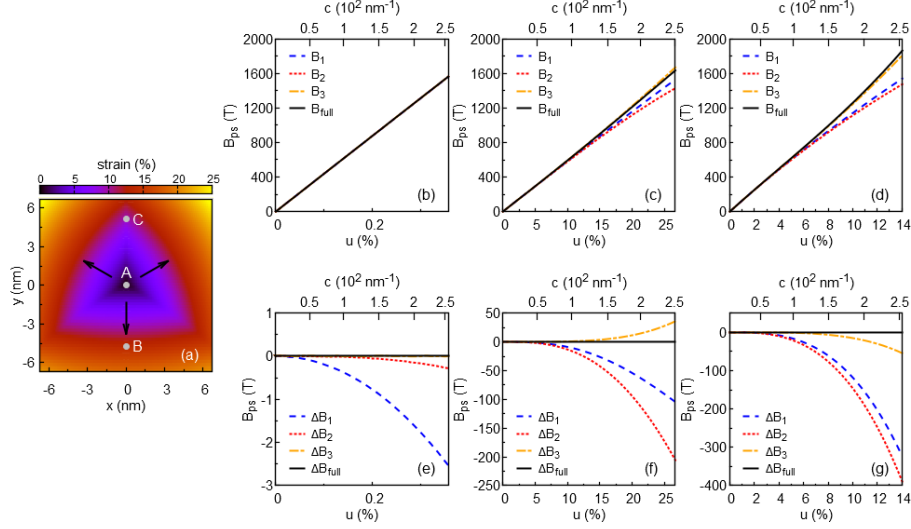 strain (%)
0 5 10 15 20 25
y (nm)
6
3
0
-3
-6
C
A
B
(a)
-6 -3 0 3 6
x (nm)
c (10² nm⁻¹)
0.5 1 1.5 2 2.5
B_ps (T)
2000
1600
1200
800
400
0
B₁
B₂
B₃
B_full
(b)
0 0.2
u (%)
c (10² nm⁻¹)
0.5 1 1.5 2 2.5
B_ps (T)
2000
1600
1200
800
400
0
B₁
B₂
B₃
B_full
(c)
0 5 10 15 20 25
u (%)
c (10² nm⁻¹)
0.5 1 1.5 2 2.5
B_ps (T)
2000
1600
1200
800
400
0
B₁
B₂
B₃
B_full
(d)
0 2 4 6 8 10 12 14
u (%)
c (10² nm⁻¹)
0.5 1 1.5 2 2.5
B_ps (T)
1
0
-1
-2
-3
ΔB₁
ΔB₂
ΔB₃
ΔB_full
(e)
0 0.2
u (%)
c (10² nm⁻¹)
0.5 1 1.5 2 2.5
B_ps (T)
50
0
-50
-100
-150
-200
-250
ΔB₁
ΔB₂
ΔB₃
ΔB_full
(f)
0 5 10 15 20 25
u (%)
c (10² nm⁻¹)
0.5 1 1.5 2 2.5
B_ps (T)
0
-100
-200
-300
-400
ΔB₁
ΔB₂
ΔB₃
ΔB_full
(g)
0 2 4 6 8 10 12 14
u (%)